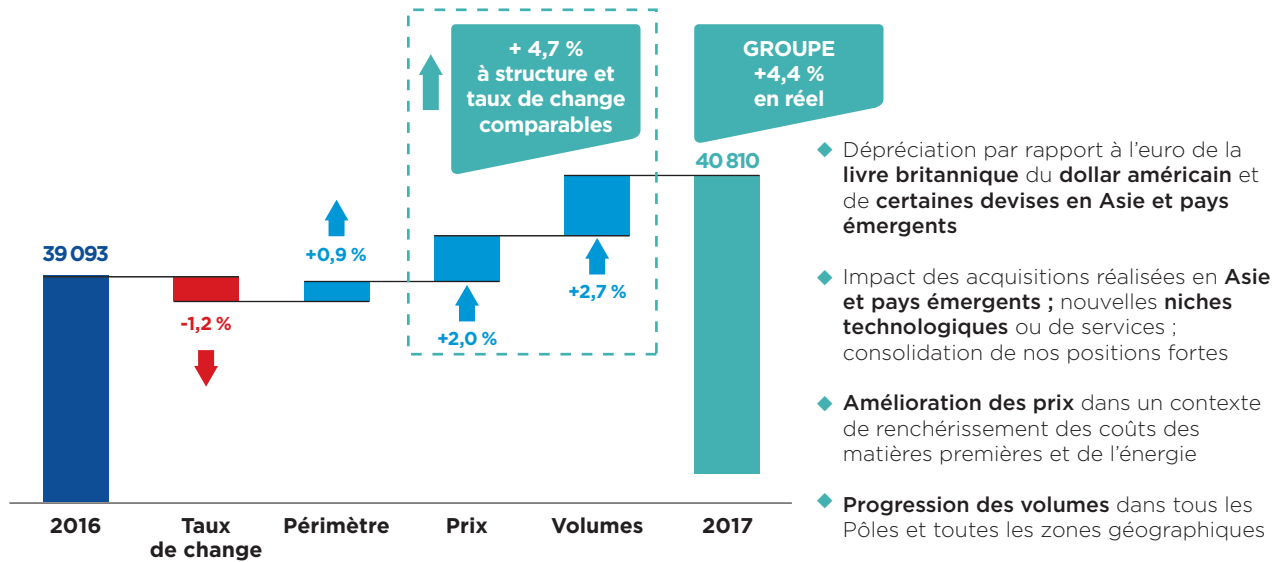 + 4,7 %
à structure et
taux de change
comparables
GROUPE
+4,4 %
en réel
39 093
-1,2 %
+0,9 %
+2,0 %
+2,7 %
40 810
2016
Taux
de change
Périmètre
Prix
Volumes
2017
Dépréciation par rapport à l’euro de la
livre britannique du dollar américain et
de certaines devises en Asie et pays
émergents
Impact des acquisitions réalisées en Asie
et pays émergents ; nouvelles niches
technologiques ou de services ;
consolidation de nos positions fortes
Amélioration des prix dans un contexte
de renchérissement des coûts des
matières premières et de l’énergie
Progression des volumes dans tous les
Pôles et toutes les zones géographiques